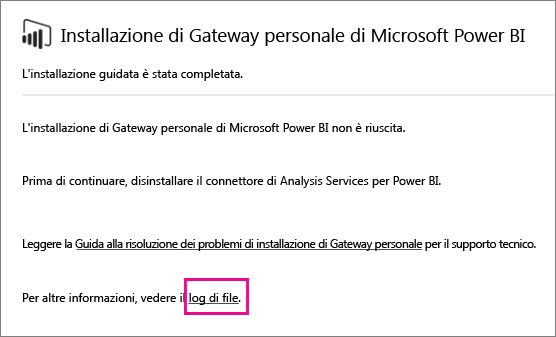 Installazione di Gateway personale di Microsoft Power BI
L'installazione guidata è stata completata.
L'installazione di Gateway personale di Microsoft Power BI non è riuscita.
Prima di continuare, disinstallare il connettore di Analysis Services per Power BI.
Leggere la Guida alla risoluzione dei problemi di installazione di Gateway personale per il supporto tecnico.
Per altre informazioni, vedere il log di file.